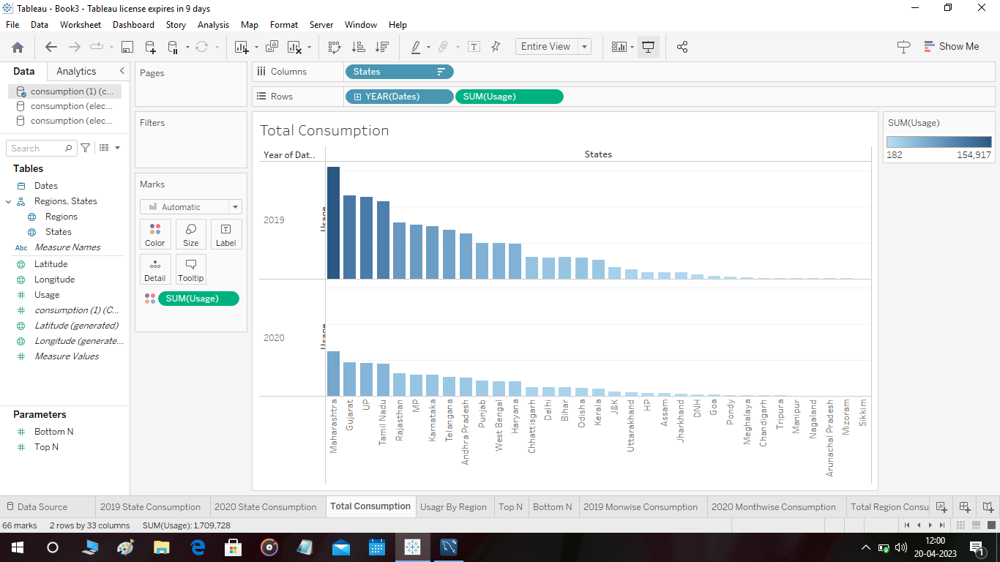 Tableau - Book3 - Tableau license expires in 9 days
File Data Worksheet Dashboard Story Analysis Map Format Server Window Help
Entire View
Show Me
Data Analytics
Pages
Columns States
consumption (1) (c...
consumption (elec...
consumption (elec...
Rows YEAR(Dates) SUM(Usage)
Filters
Total Consumption
SUM(Usage)
182 154,917
Search
Year of Dat.. States
Tables
Dates
Regions, States
Regions
States
Abc Measure Names
Latitude
Longitude
Usage
consumption (1) (C...
Latitude (generated)
Longitude (generate...
Measure Values
Marks
Automatic
Color Size Label
Detail Tooltip
SUM(Usage)
2019
Usage
2020
Usage
Maharashtra
Gujarat
UP
Tamil Nadu
Rajasthan
MP
Karnataka
Telangana
Andhra Pradesh
Punjab
West Bengal
Haryana
Chhattisgarh
Delhi
Bihar
Odisha
Kerala
J&K
Uttarakhand
HP
Assam
Jharkhand
DNH
Goa
Pondy
Meghalaya
Chandigarh
Tripura
Manipur
Nagaland
Arunachal Pradesh
Mizoram
Sikkim
Parameters
Bottom N
Top N
Data Source 2019 State Consumption 2020 State Consumption Total Consumption Usagr By Region Top N Bottom N 2019 Monwise Consumption 2020 Monthwise Consumption Total Region Consu
66 marks 2 rows by 33 columns SUM(Usage): 1,709,728
12:00
20-04-2023
1